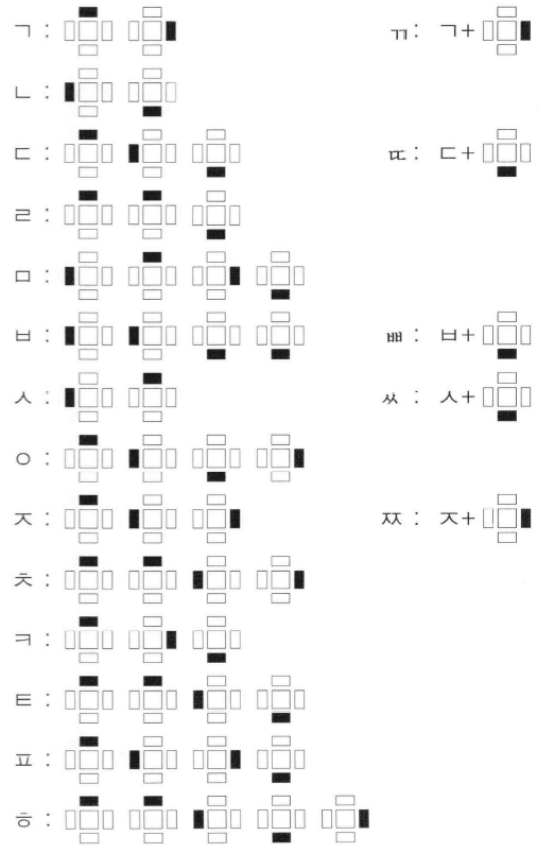 ㄱ : ㄲ : ㄱ+
ㄴ :
ㄷ : ㄸ : ㄷ+
ㄹ :
ㅁ :
ㅂ : ㅃ : ㅂ+
ㅅ : ㅆ : ㅅ+
ㅇ :
ㅈ : ㅉ : ㅈ+
ㅊ :
ㅋ :
ㅌ :
ㅍ :
ㅎ :